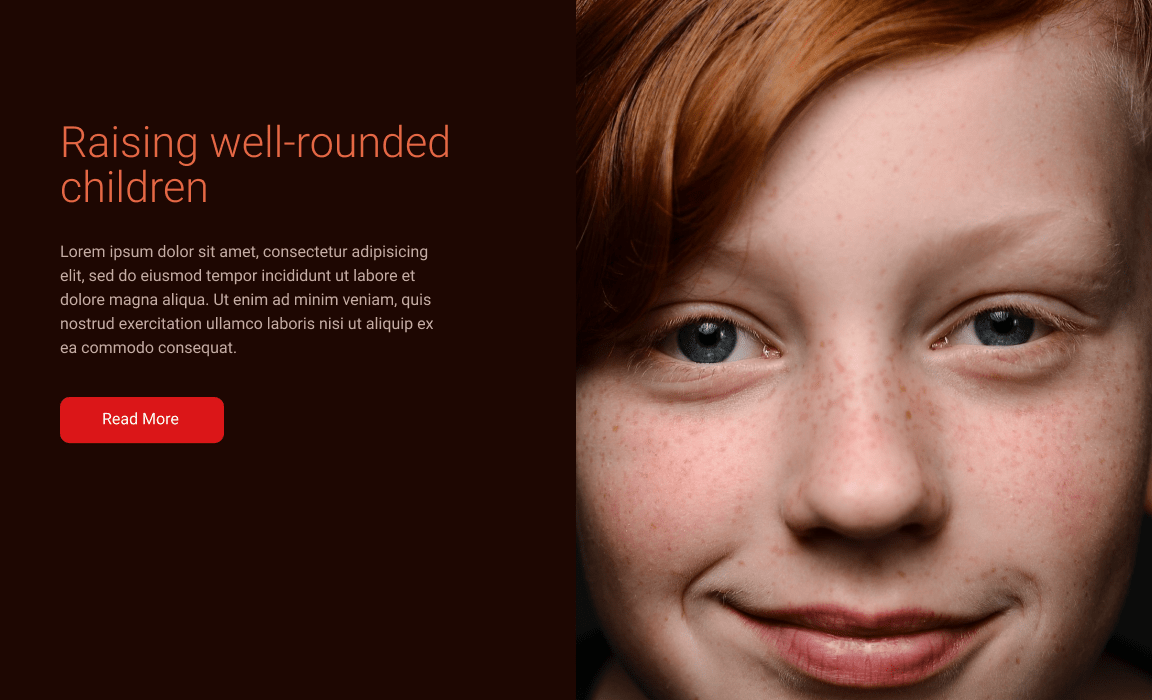 Raising well-rounded
children
Lorem ipsum dolor sit amet, consectetur adipisicing
elit, sed do eiusmod tempor incididunt ut labore et
dolore magna aliqua. Ut enim ad minim veniam, quis
nostrud exercitation ullamco laboris nisi ut aliquip ex
ea commodo consequat.
Read More